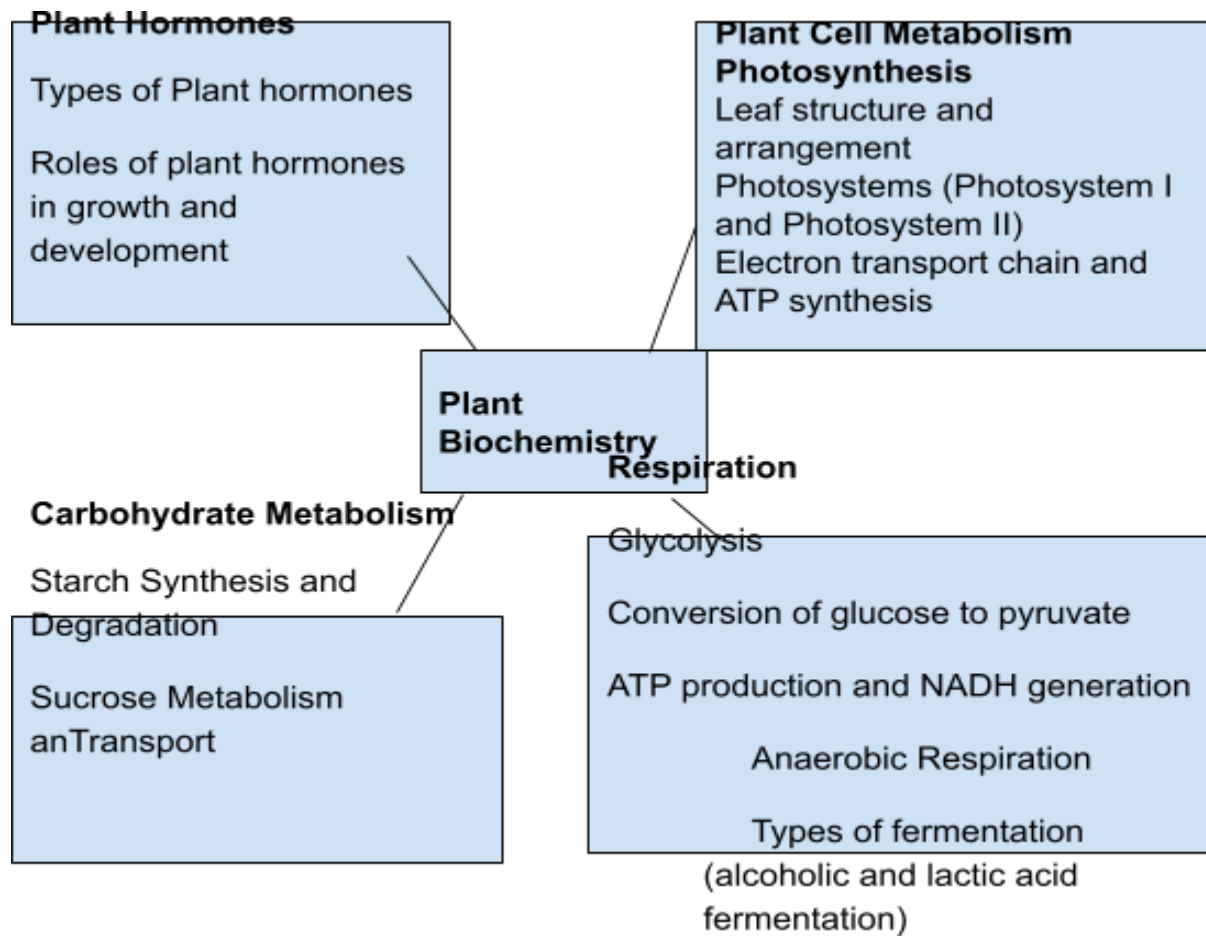 Plant Hormones
Types of Plant hormones
Roles of plant hormones
in growth and
development
Plant Cell Metabolism
Photosynthesis
Leaf structure and
arrangement
Photosystems (Photosystem I
and Photosystem II)
Electron transport chain and
ATP synthesis
Plant
Biochemistry
Carbohydrate Metabolism
Starch Synthesis and
Degradation
Sucrose Metabolism
anTransport
Respiration
Glycolysis
Conversion of glucose to pyruvate
ATP production and NADH generation
Anaerobic Respiration
Types of fermentation
(alcoholic and lactic acid
fermentation)